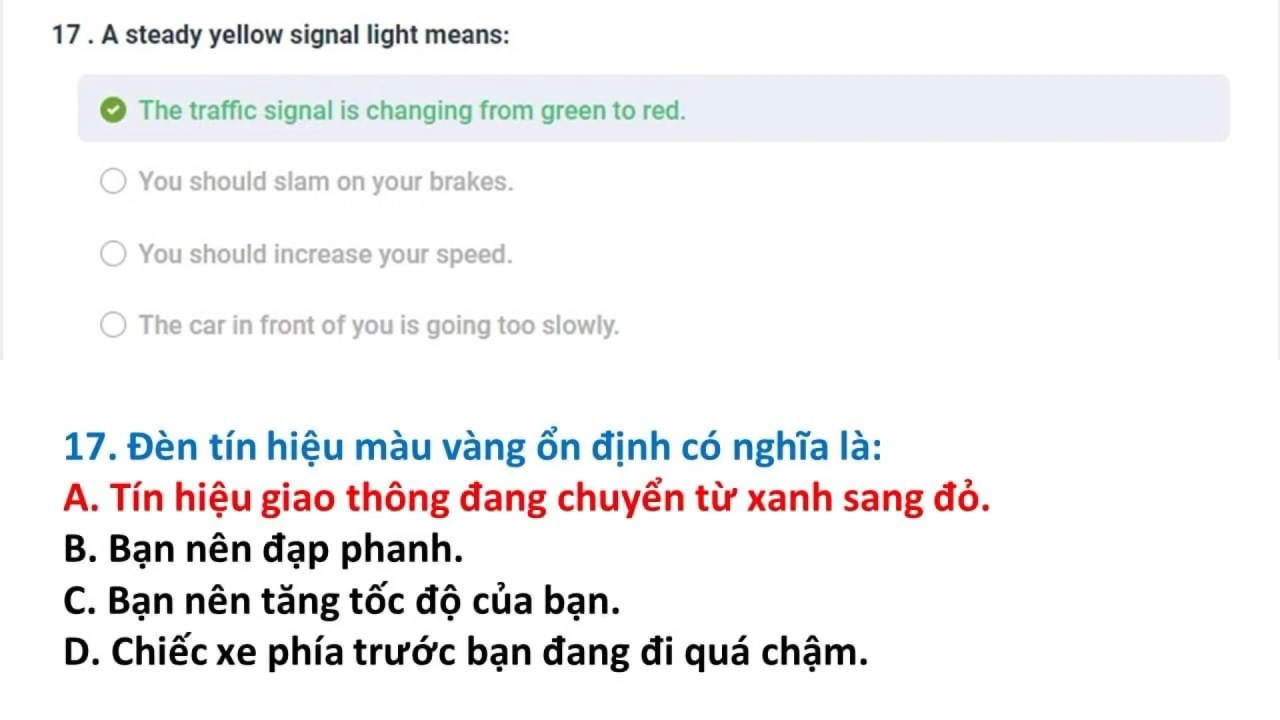 17 . A steady yellow signal light means:
The traffic signal is changing from green to red.
You should slam on your brakes.
You should increase your speed.
The car in front of you is going too slowly.
17. Đèn tín hiệu màu vàng ổn định có nghĩa là:
A. Tín hiệu giao thông đang chuyển từ xanh sang đỏ.
B. Bạn nên đạp phanh.
C. Bạn nên tăng tốc độ của bạn.
D. Chiếc xe phía trước bạn đang đi quá chậm.